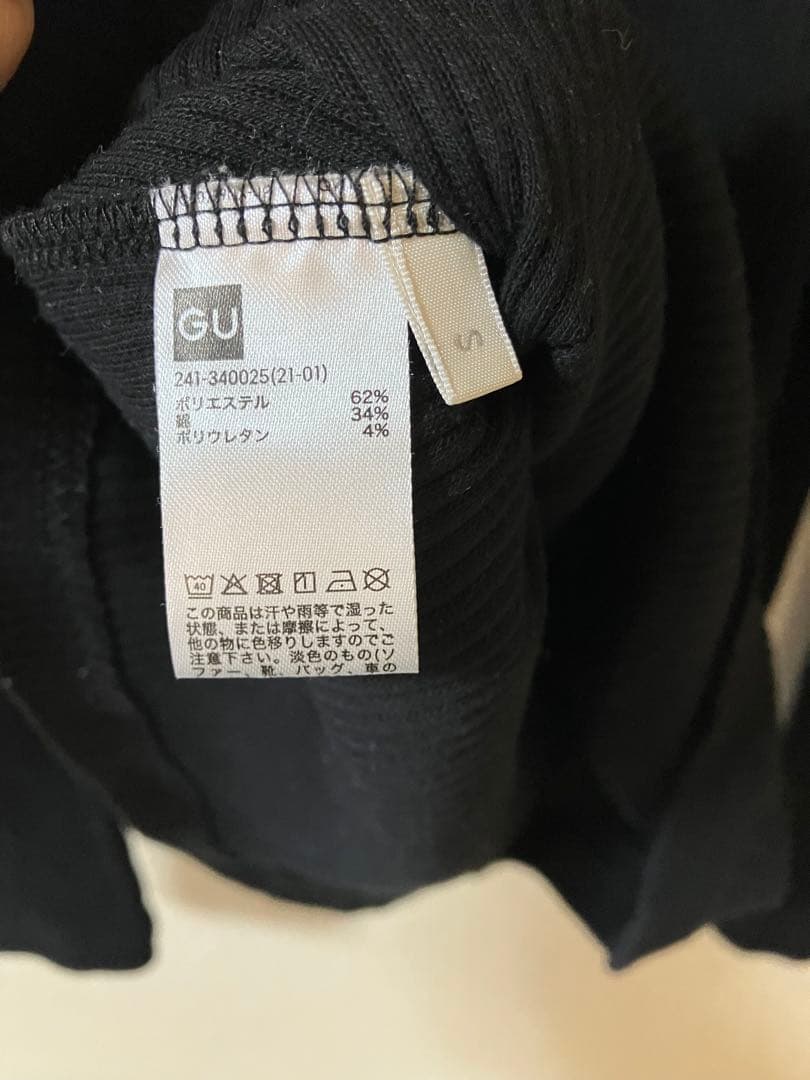 GU
S
241-340025(21-01)
ポリエステル 62%
綿 34%
ポリウレタン 4%
40
この商品は汗や雨等で湿った
状態、または摩擦によって、
他の物に色移りしますのでご
注意下さい。淡色のもの(ソ
ファー、靴、バッグ、車の